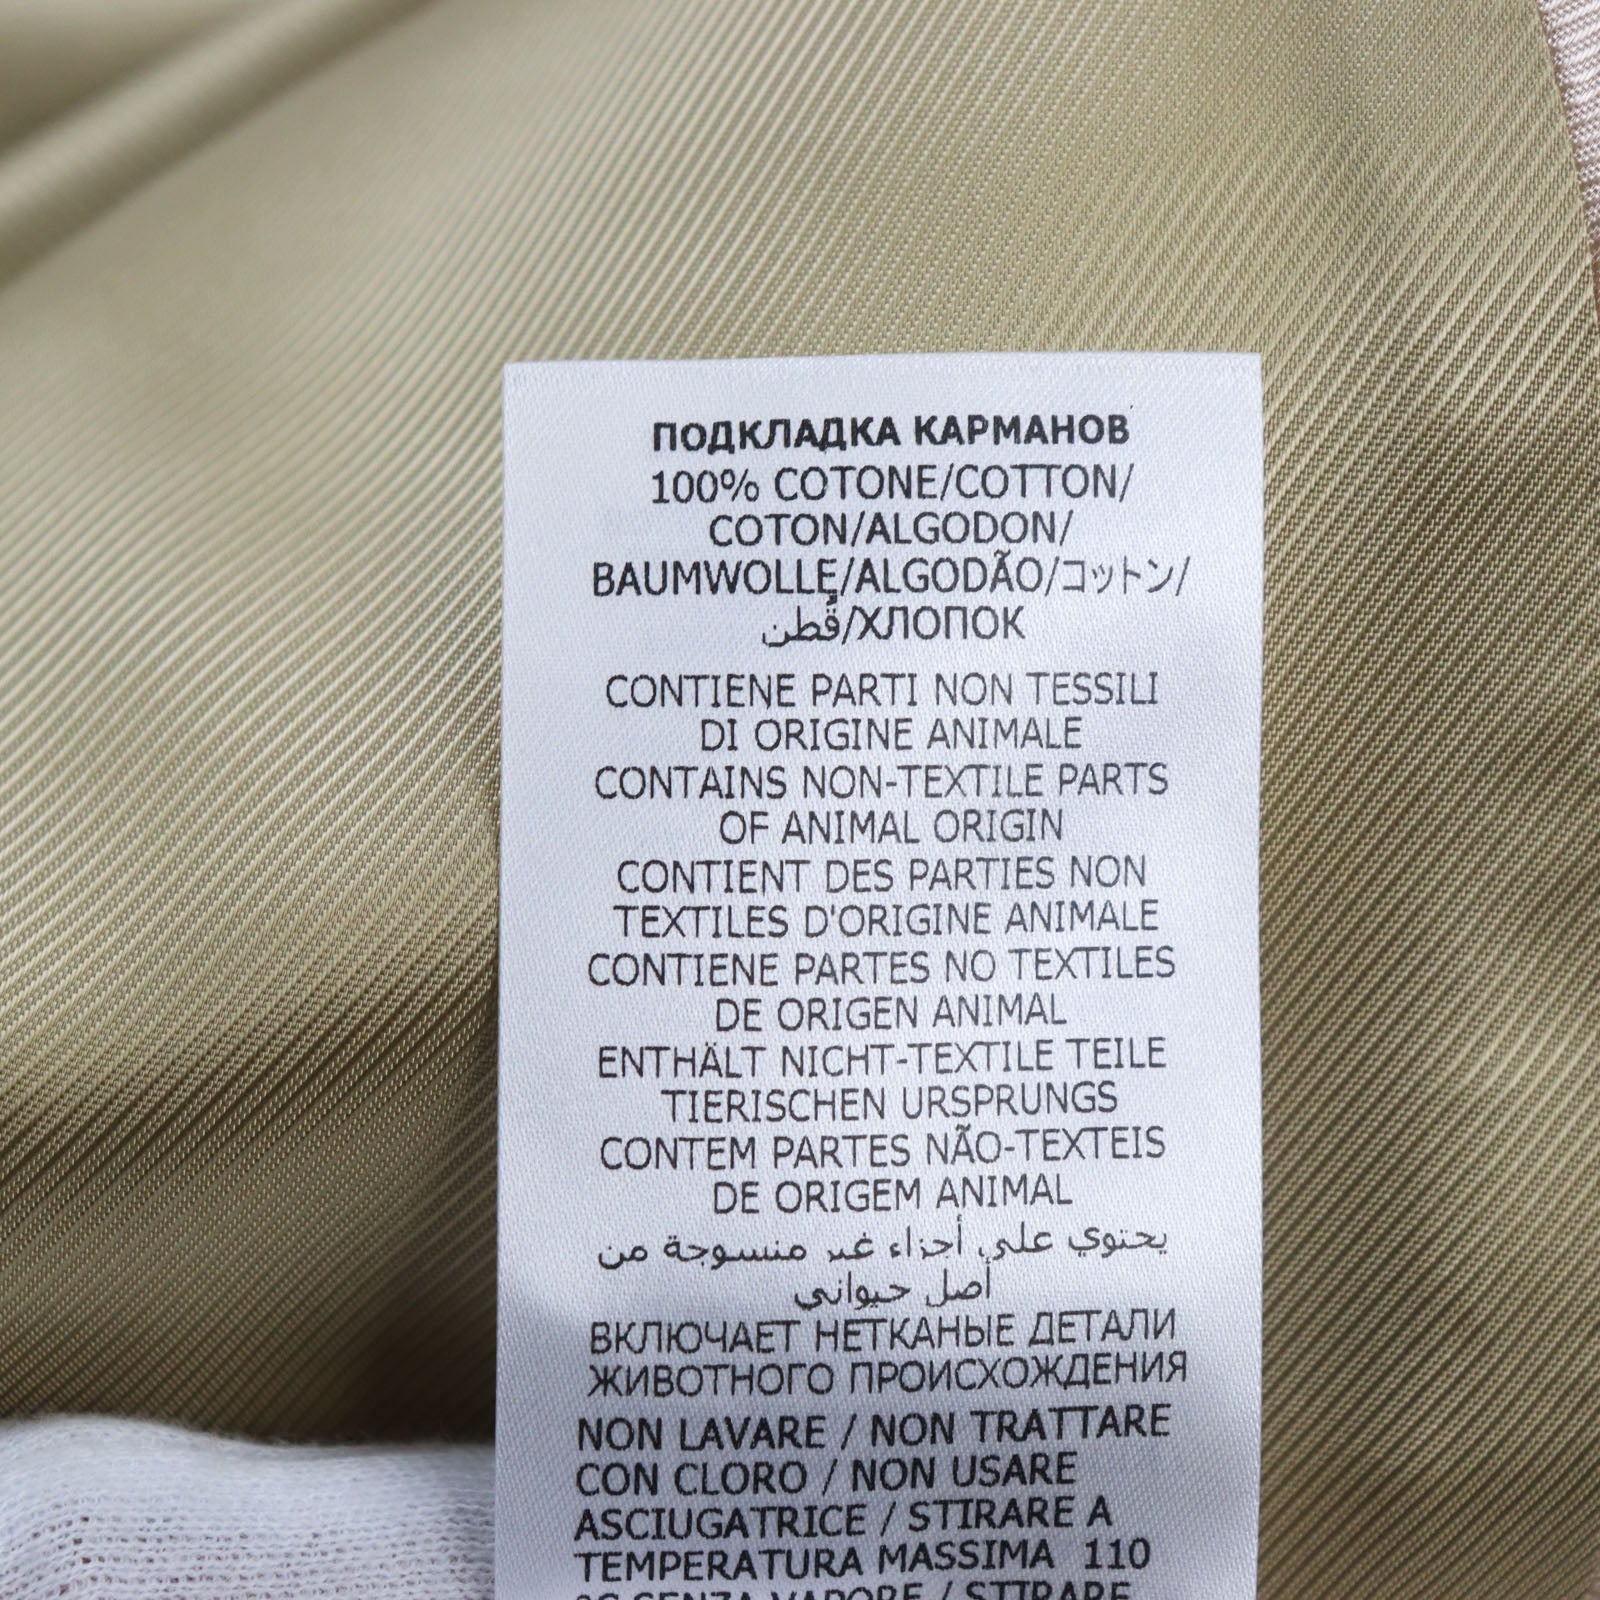 ПОДКЛАДКА КАРМАНОВ
100% COTONE/COTTON/
COTON/ALGODON/
BAUMWOLLE/ALGODÃO/コットン/
قطن/ХЛОПОК
CONTIENE PARTI NON TESSILI
DI ORIGINE ANIMALE
CONTAINS NON-TEXTILE PARTS
OF ANIMAL ORIGIN
CONTIENT DES PARTIES NON
TEXTILES D'ORIGINE ANIMALE
CONTIENE PARTES NO TEXTILES
DE ORIGEN ANIMAL
ENTHÄLT NICHT-TEXTILE TEILE
TIERISCHEN URSPRUNGS
CONTEM PARTES NÃO-TEXTEIS
DE ORIGEM ANIMAL
يحتوي على أجزاء غير منسوجة من
أصل حيواني
ВКЛЮЧАЕТ НЕТКАНЫЕ ДЕТАЛИ
ЖИВОТНОГО ПРОИСХОЖДЕНИЯ
NON LAVARE / NON TRATTARE
CON CLORO / NON USARE
ASCIUGATRICE / STIRARE A
TEMPERATURA MASSIMA 110
°C SENZA VAPORE / STIRARE